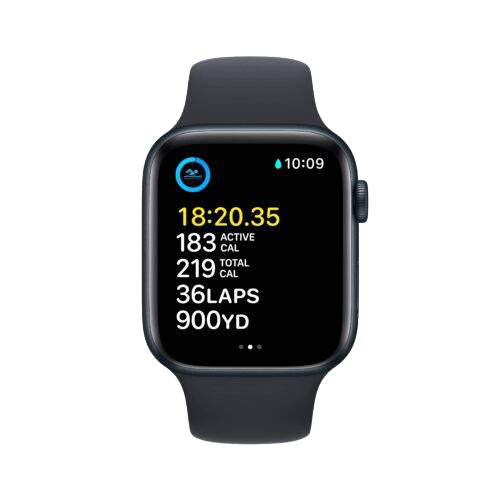 10:09
18:20.35
183 ACTIVE CAL
219 TOTAL CAL
36LAPS
900YD